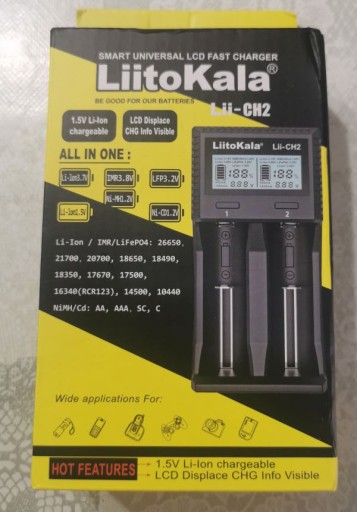 SMART UNIVERSAL LCD FAST CHARGER
LiitoKala®
BE GOOD FOR OUR BATTERIES
Lii-CH2
1.5V Li-Ion
chargeable
LCD Displace
CHG Info Visible
ALL IN ONE :
Li-Ion3.7V
IMR3.8V
LFP3.2V
Ni-MH1.2V
Li-Ion1.5V
Ni-CD1.2V
Li-Ion / IMR/LiFePO4: 26650,
21700, 20700, 18650, 18490,
18350, 17670, 17500,
16340(RCR123), 14500, 10440
NiMH/Cd: AA, AAA, SC, C
LiitoKala® Lii-CH2
1 2
Wide applications For:
HOT FEATURES
1.5V Li-Ion chargeable
LCD Displace CHG Info Visible